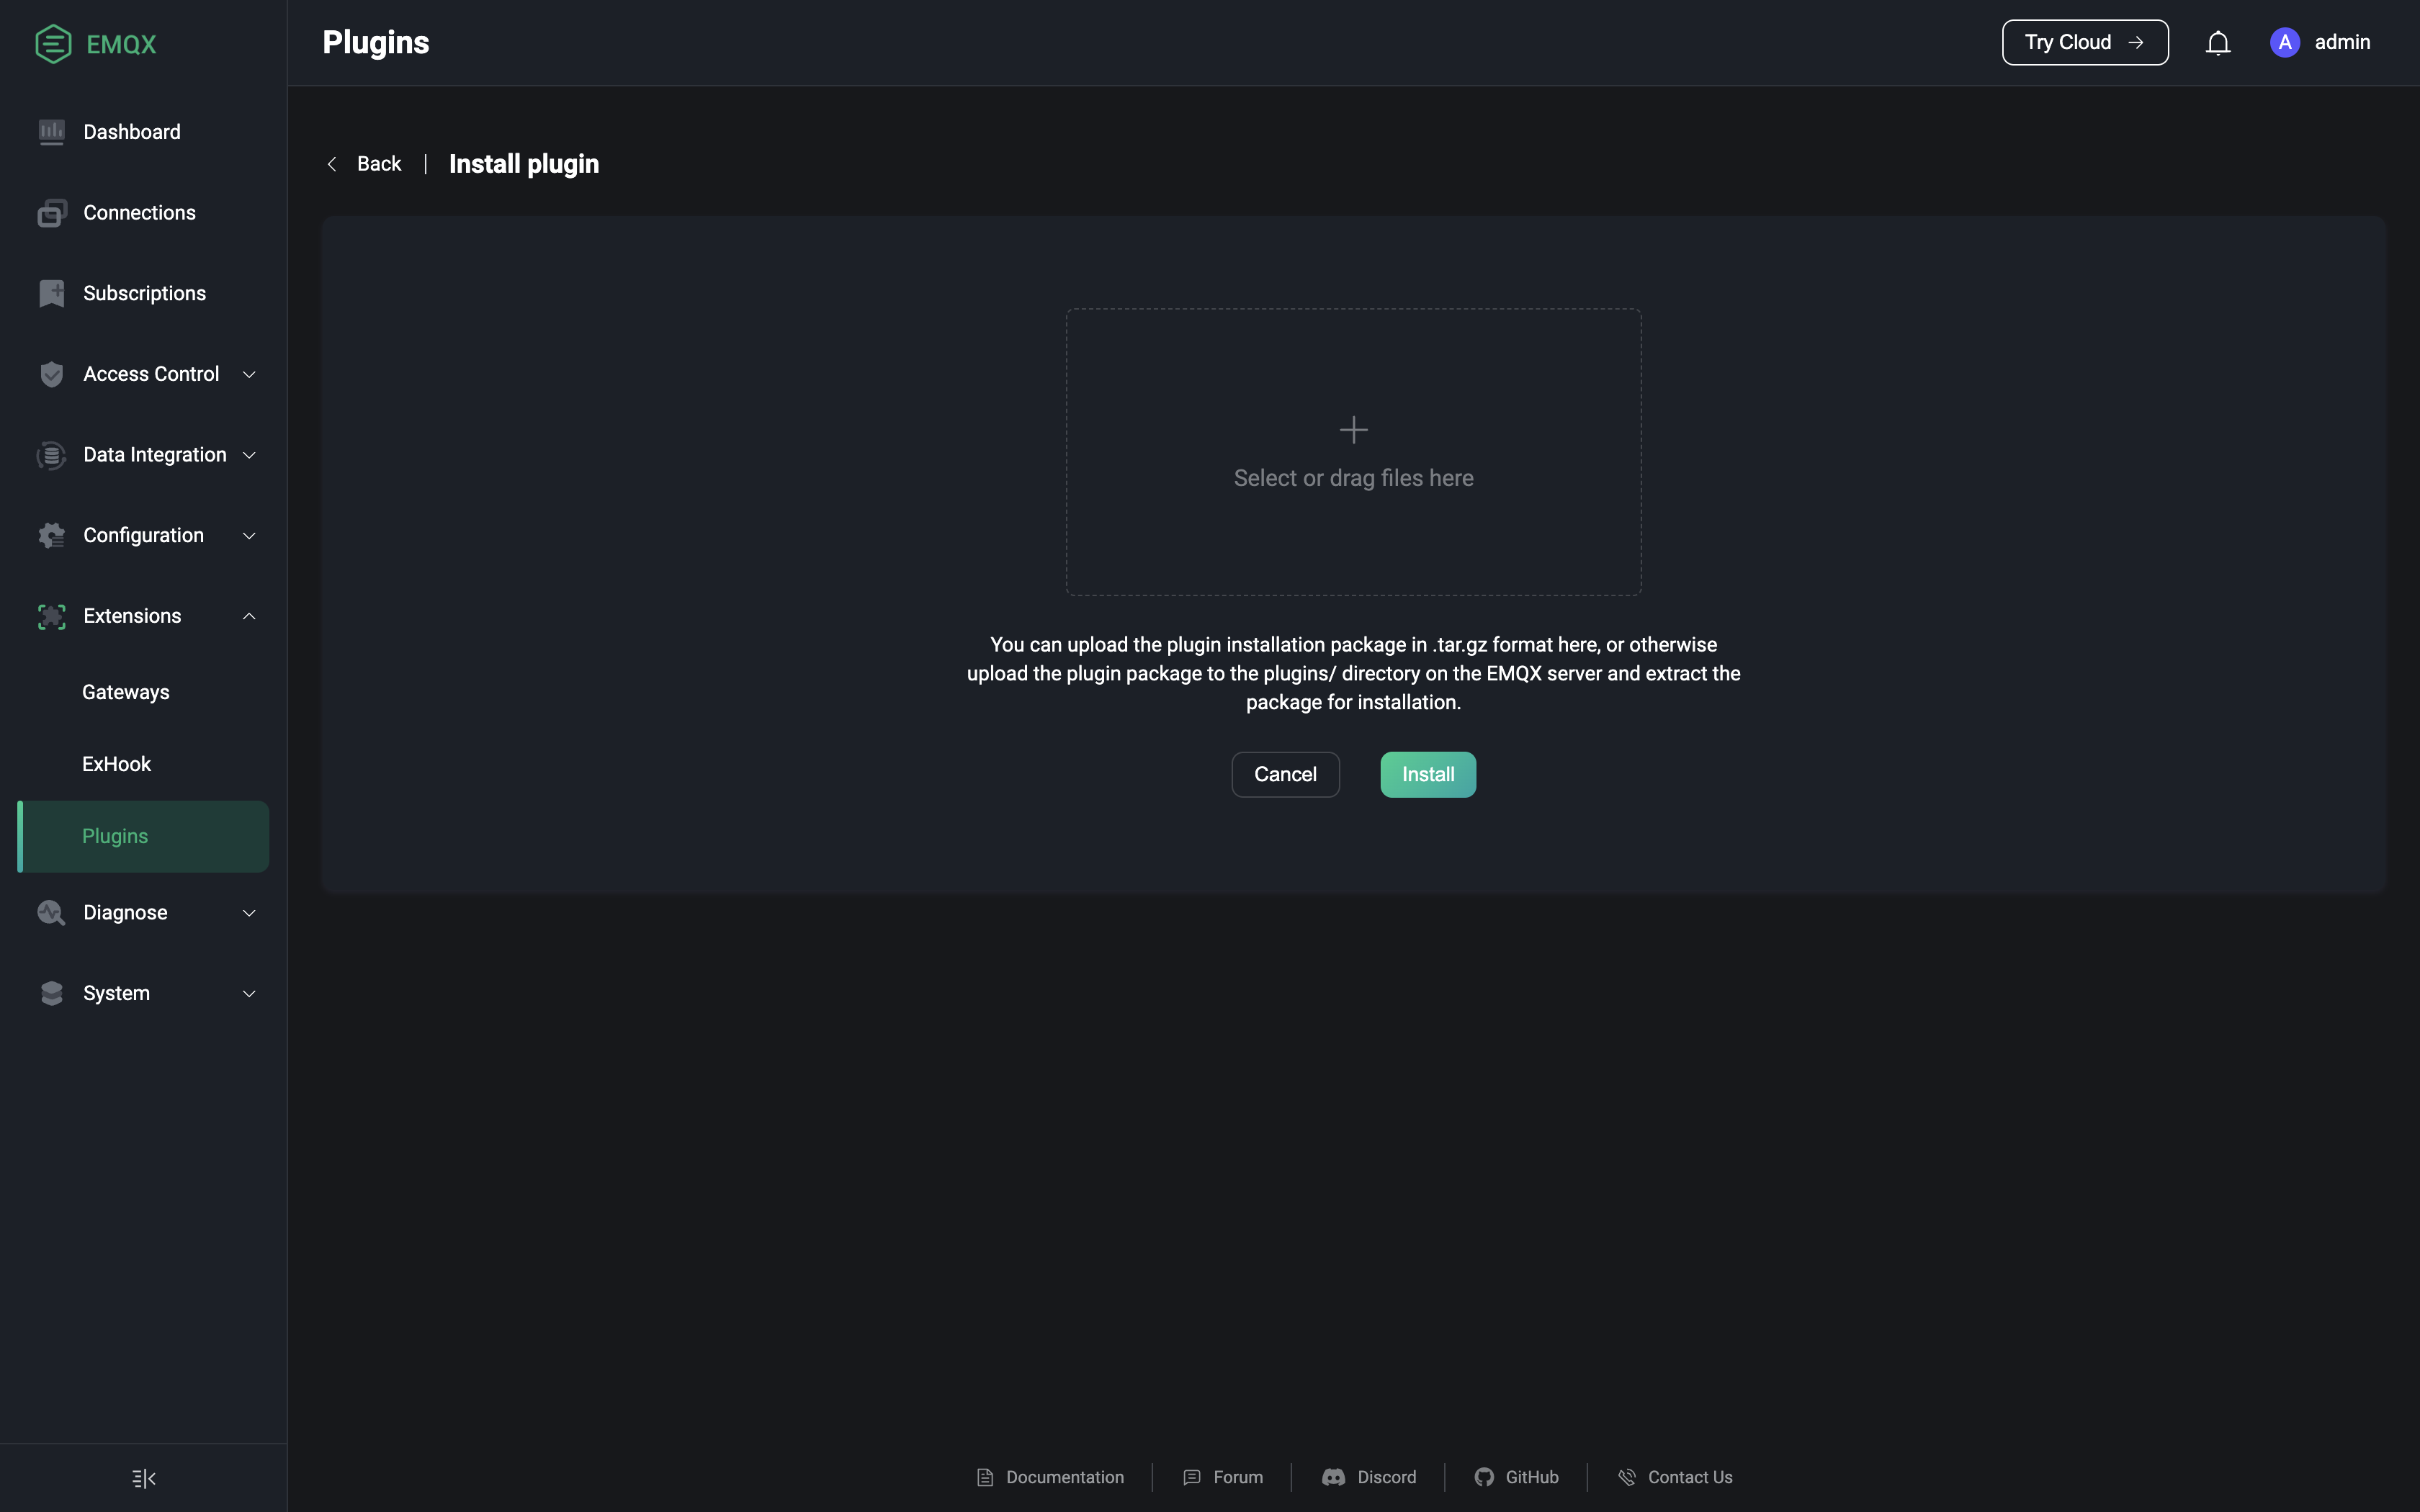 EMQX
Plugins
Try Cloud
A
admin
Dashboard
Connections
Subscriptions
Access Control
Data Integration
Configuration
Extensions
Gateways
ExHook
Plugins
Diagnose
System
Back
Install plugin
Select or drag files here
You can upload the plugin installation package in .tar.gz format here, or otherwise
upload the plugin package to the plugins/ directory on the EMQX server and extract the
package for installation.
Cancel
Install
Documentation
Forum
Discord
GitHub
Contact Us